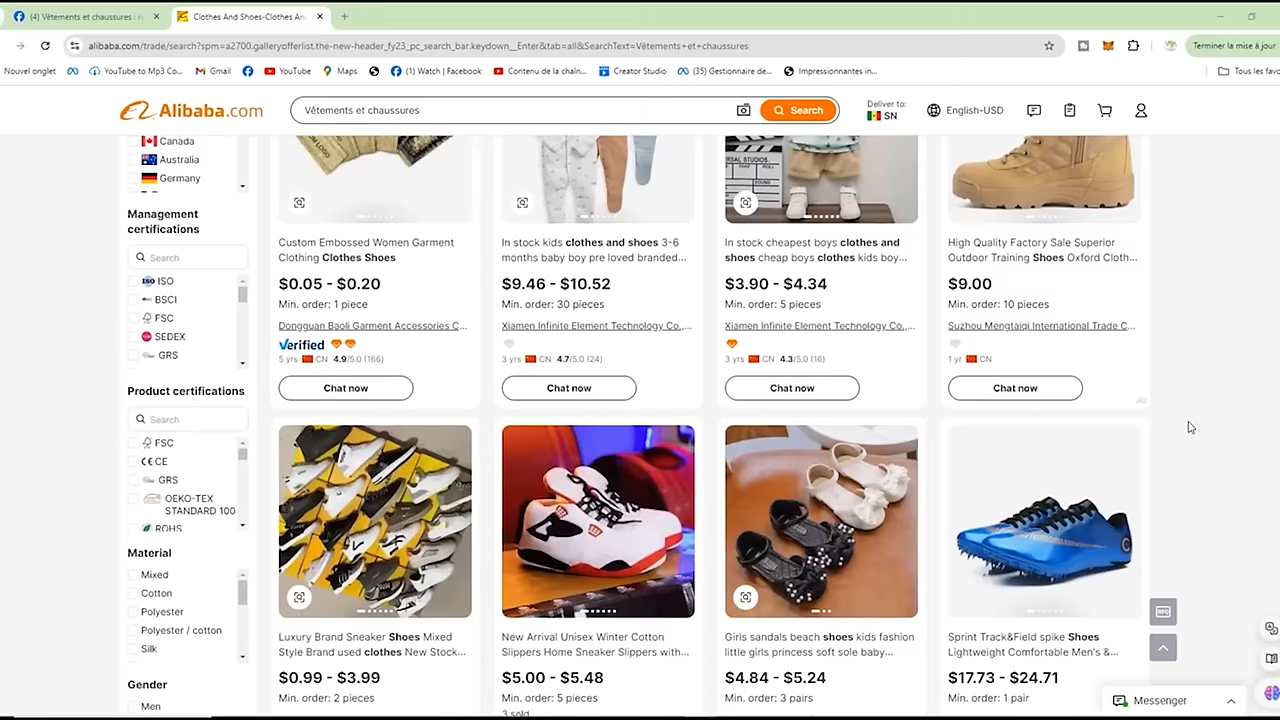 (4) Vêtements et chaussures
Clothes And Shoes-Clothes An
alibaba.com/trade/search?spm=a2700.galleryofferlist.the-new-header_fy23_pc_search_bar.keydown__Enter&tab=all&SearchText=Vêtements+et+chaussures
Terminer la mise à jour
Nouvel onglet
YouTube to Mp3 Co...
Gmail
YouTube
Maps
(1) Watch | Facebook
Contenu de la chaîn...
Creator Studio
(35) Gestionnaire de...
Impressionnantes in...
Tous les favo
Alibaba.com
Vêtements et chaussures
Search
Deliver to:
SN
English-USD
Canada
Australia
Germany
Management
certifications
Search
ISO
BSCI
FSC
SEDEX
GRS
Product certifications
Search
FSC
CE
GRS
OEKO-TEX
STANDARD 100
ROHS
Material
Mixed
Cotton
Polyester
Polyester / cotton
Silk
Gender
Men
Custom Embossed Women Garment
Clothing Clothes Shoes
$0.05 - $0.20
Min. order: 1 piece
Dongguan Baoli Garment Accessories C...
Verified
5 yrs CN 4.9/5.0 (166)
Chat now
In stock kids clothes and shoes 3-6
months baby boy pre loved branded...
$9.46 - $10.52
Min. order: 30 pieces
Xiamen Infinite Element Technology Co.,...
3 yrs CN 4.7/5.0 (24)
Chat now
In stock cheapest boys clothes and
shoes cheap boys clothes kids boy...
$3.90 - $4.34
Min. order: 5 pieces
Xiamen Infinite Element Technology Co.,...
3 yrs CN 4.3/5.0 (16)
Chat now
High Quality Factory Sale Superior
Outdoor Training Shoes Oxford Cloth...
$9.00
Min. order: 10 pieces
Suzhou Mengtaiqi International Trade C...
1 yr CN
Chat now
Ad
Luxury Brand Sneaker Shoes Mixed
Style Brand used clothes New Stock...
$0.99 - $3.99
Min. order: 2 pieces
New Arrival Unisex Winter Cotton
Slippers Home Sneaker Slippers with...
$5.00 - $5.48
Min. order: 5 pieces
3 sold
Girls sandals beach shoes kids fashion
little girls princess soft sole baby...
$4.84 - $5.24
Min. order: 3 pairs
Sprint Track&Field spike Shoes
Lightweight Comfortable Men's &...
$17.73 - $24.71
Min. order: 1 pair
RFQ
Messenger